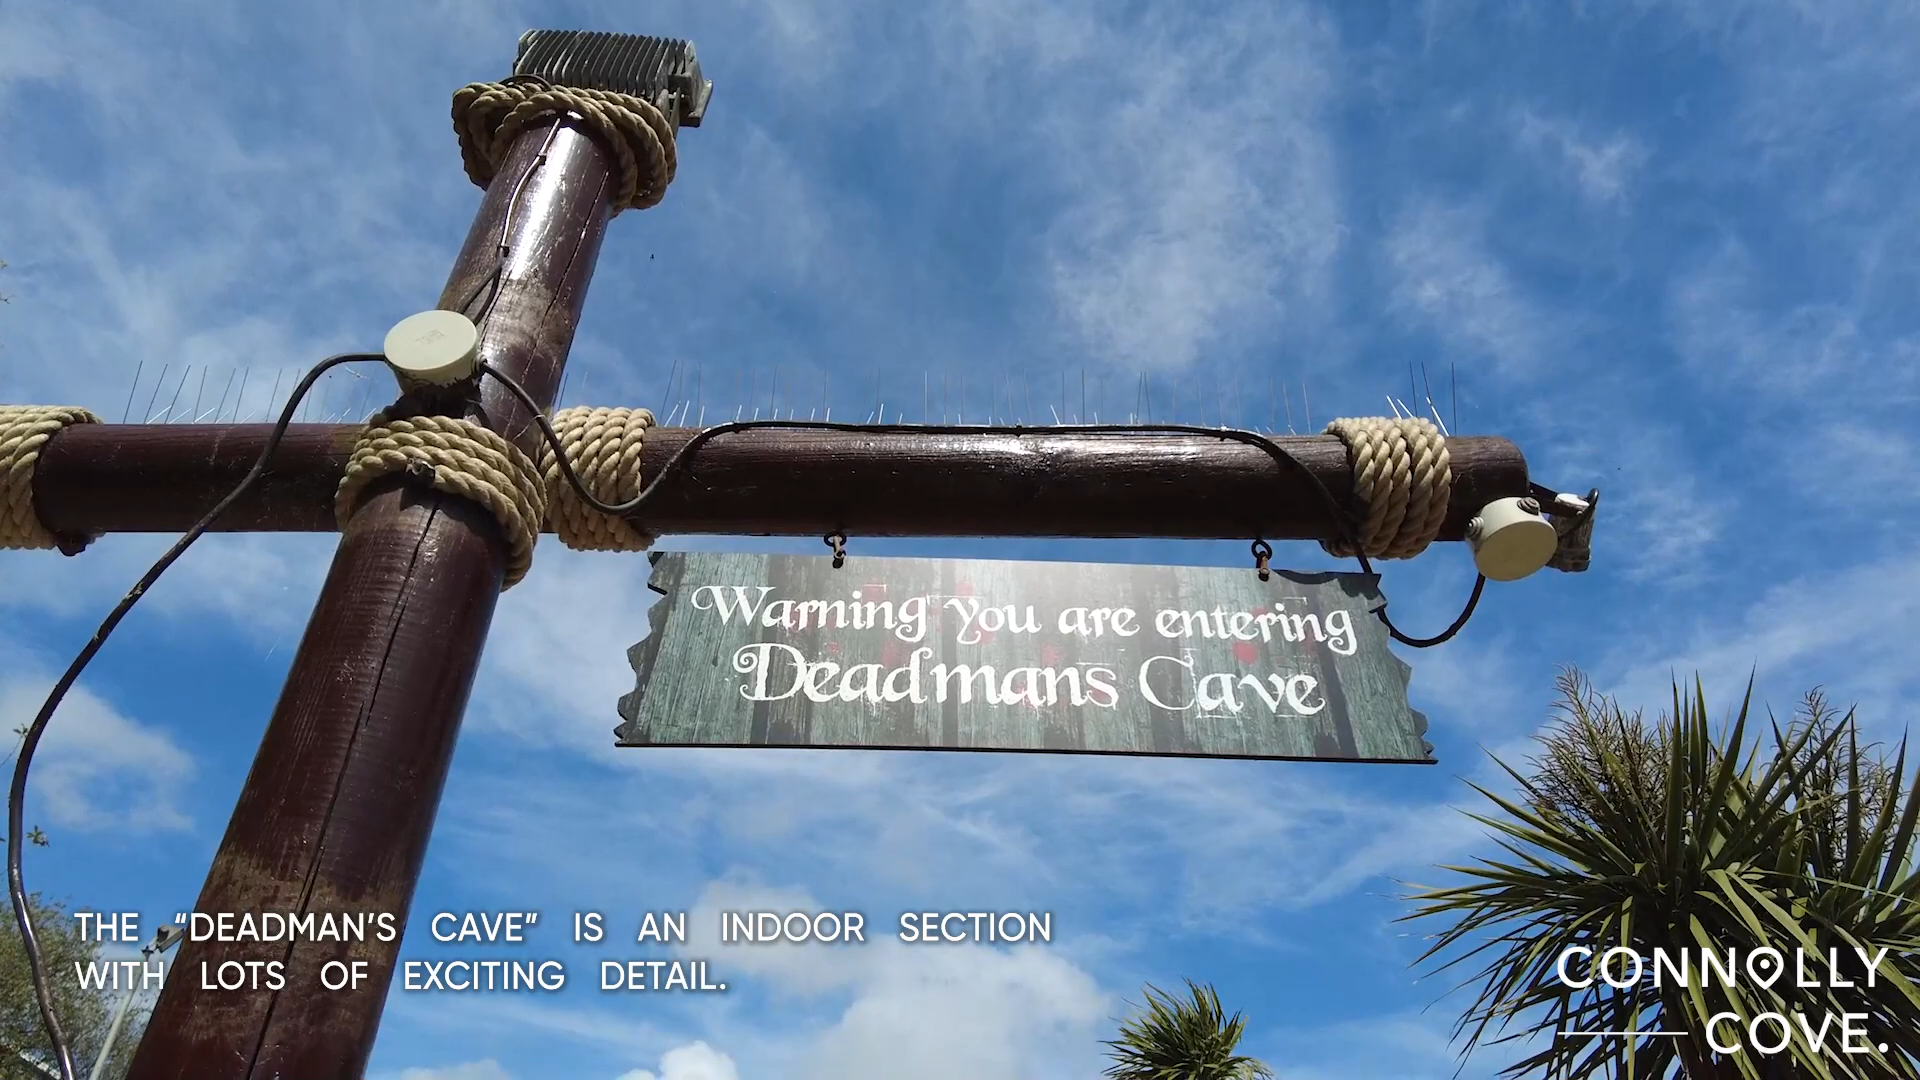 Warning you are entering
Deadmans Cave
THE “DEADMAN’S CAVE” IS AN INDOOR SECTION
WITH LOTS OF EXCITING DETAIL.
CONNOLLY
COVE.